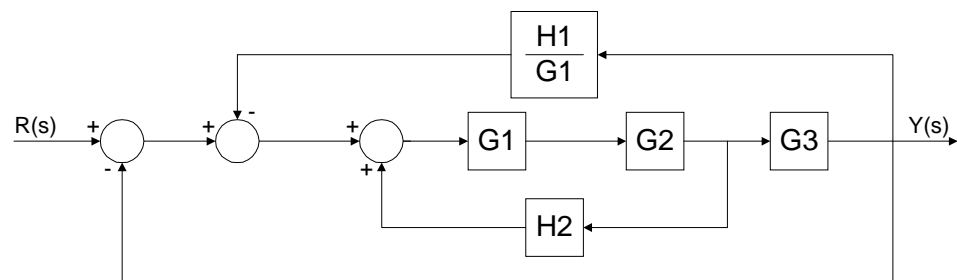 H1
G1
R(s) + + - + G1 G2 G3 Y(s)
- +
H2